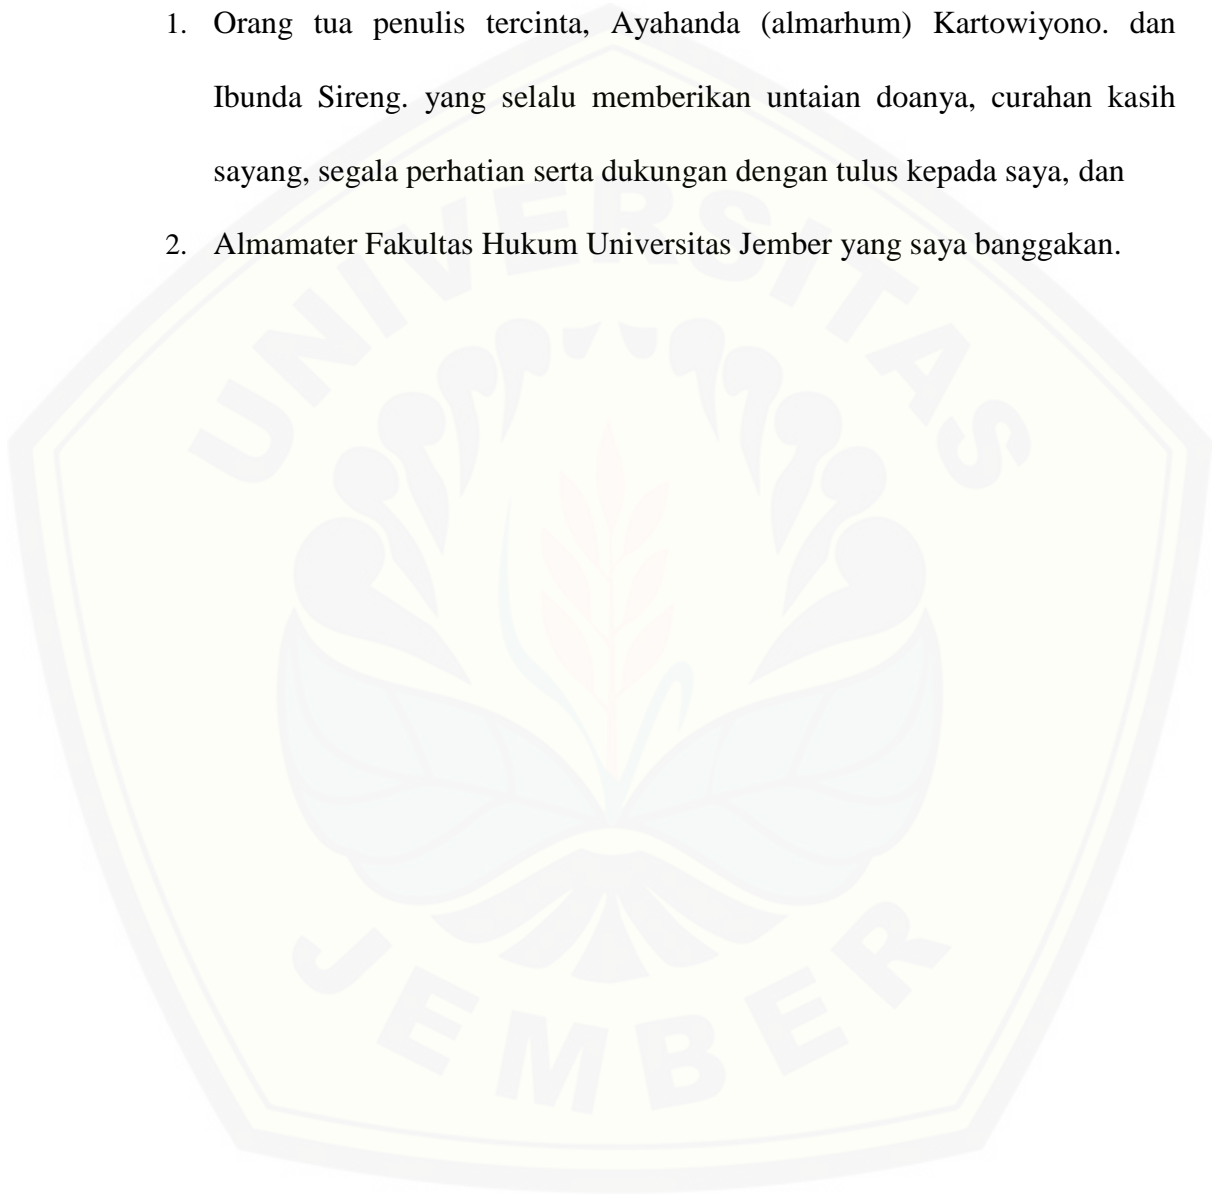 1. Orang tua penulis tercinta, Ayahanda (almarhum) Kartowiyono. dan
Ibunda Sireng. yang selalu memberikan untaian doanya, curahan kasih
sayang, segala perhatian serta dukungan dengan tulus kepada saya, dan
2. Almamater Fakultas Hukum Universitas Jember yang saya banggakan.
UNIVERSITAS
JEMBER